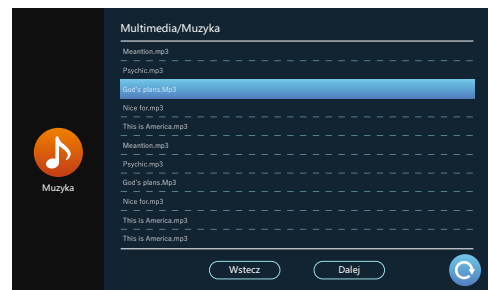 Multimedia/Muzyka
Meantion.mp3
Psychic.mp3
God's plans.Mp3
Nice for.mp3
This is America.mp3
Meantion.mp3
Psychic.mp3
God's plans.Mp3
Nice for.mp3
This is America.mp3
This is America.mp3
Muzyka
Wstecz
Dalej